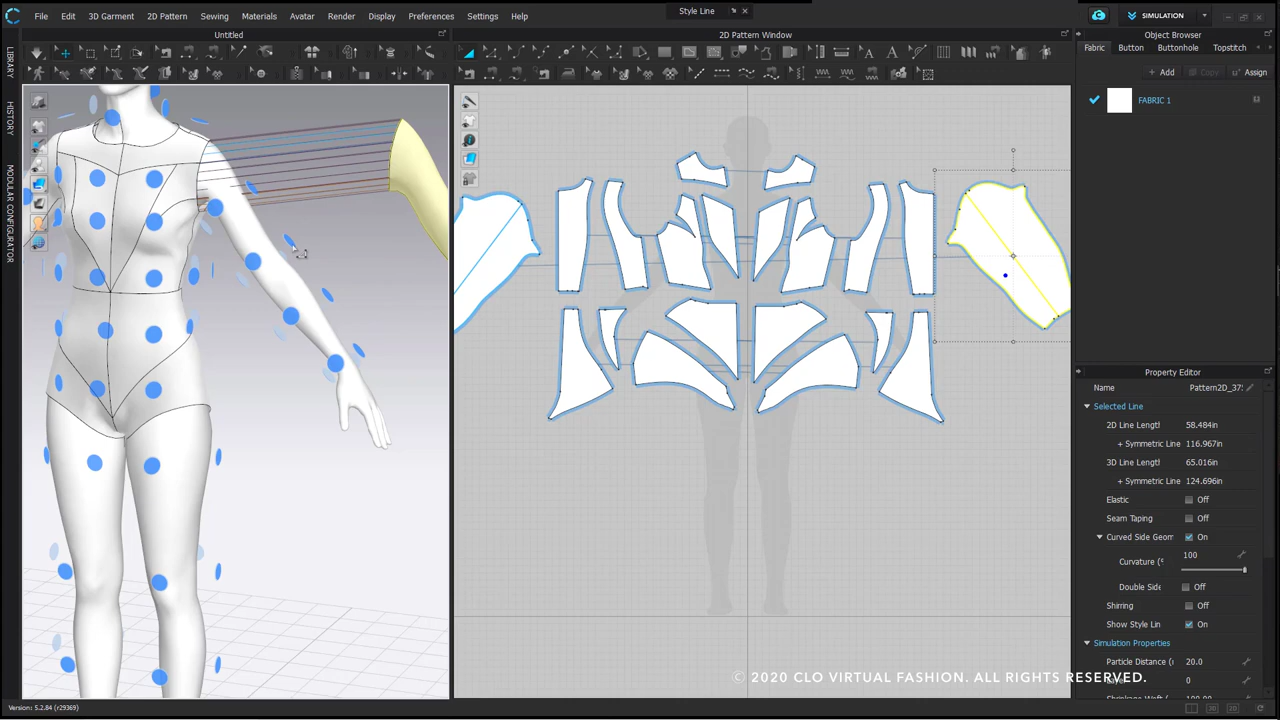 File Edit 3D Garment 2D Pattern Sewing Materials Avatar Render Display Preferences Settings Help
Style Line
SIMULATION
Untitled
2D Pattern Window
Object Browser
Fabric Button Buttonhole Topstitch
Add Copy Assign
FABRIC 1
LIBRARY
HISTORY
MODULAR CONFIGURATOR
Property Editor
Name Pattern2D_37
Selected Line
2D Line Length 58.484in
+ Symmetric Line 116.967in
3D Line Length 65.016in
+ Symmetric Line 124.696in
Elastic Off
Seam Taping Off
Curved Side Geom On
Curvature (% 100
Double Side Off
Shirring Off
Show Style Lin On
Simulation Properties
Particle Distance (r 20.0
0
© 2020 CLO VIRTUAL FASHION. ALL RIGHTS RESERVED.
Version: 5.2.84 (r29369)
3D 2D